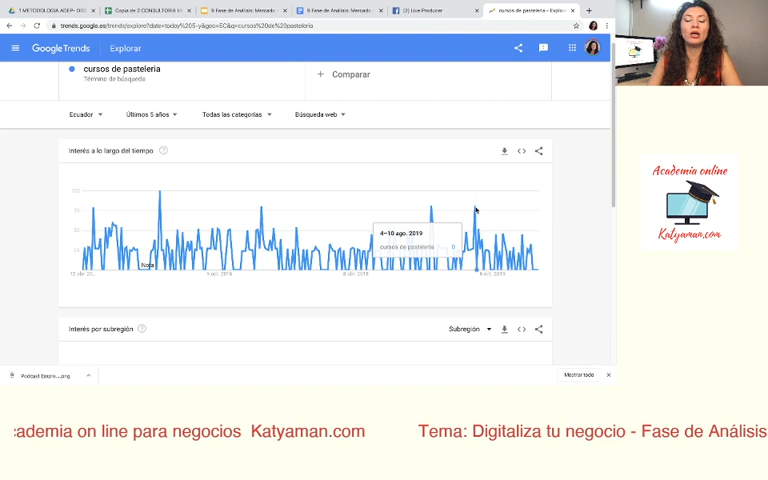 1 METODOLOGIA ADEP- DIGI
Copia de 2 CONSULTORIA
9 Fase de Análisis: Mercado
9 Fase de Análisis: Mercado
(2) Live Producer
cursos de pasteleria - Explor
trends.google.es/trends/explore?date=today%205-y&geo=EC&q=cursos%20de%20pasteleria
Google Trends
Explorar
cursos de pasteleria
Término de búsqueda
+ Comparar
Ecuador
Últimos 5 años
Todas las categorías
Búsqueda web
Interés a lo largo del tiempo
100
75
50
25
4–10 ago. 2019
cursos de pasteleria 0
Nota
Interés por subregión
Subregión
Podcast Empre....png
Mostrar todo
Academia online
Katyaman.com
cademia on line para negocios Katyaman.com
Tema: Digitaliza tu negocio - Fase de Análisis